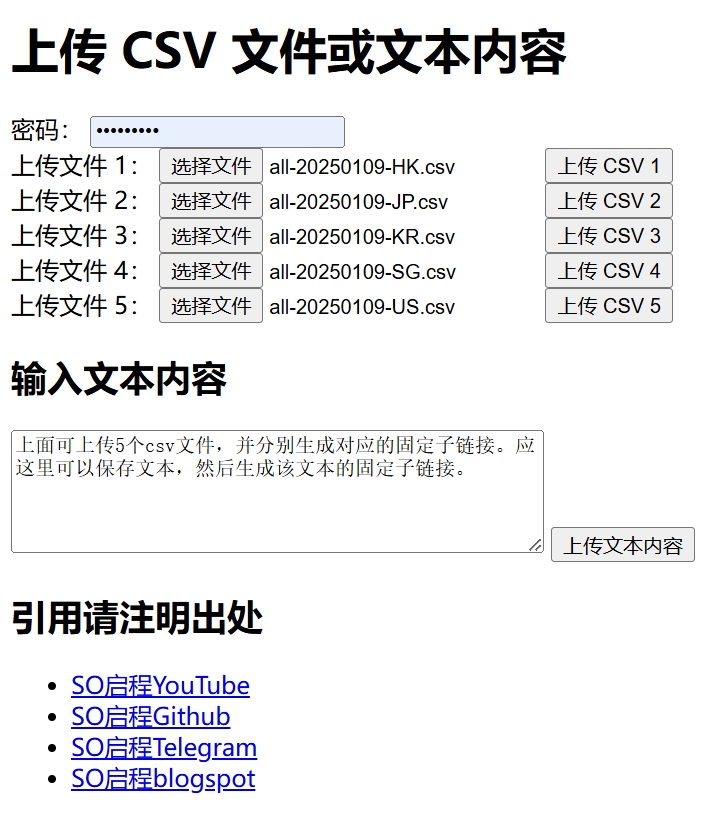 上传 CSV 文件或文本内容
密码： •••••••••
上传文件 1： 选择文件 all-20250109-HK.csv 上传 CSV 1
上传文件 2： 选择文件 all-20250109-JP.csv 上传 CSV 2
上传文件 3： 选择文件 all-20250109-KR.csv 上传 CSV 3
上传文件 4： 选择文件 all-20250109-SG.csv 上传 CSV 4
上传文件 5： 选择文件 all-20250109-US.csv 上传 CSV 5
输入文本内容
上面可上传5个csv文件，并分别生成对应的固定子链接。应
这里可以保存文本，然后生成该文本的固定子链接。
上传文本内容
引用请注明出处
SO启程YouTube
SO启程Github
SO启程Telegram
SO启程blogspot